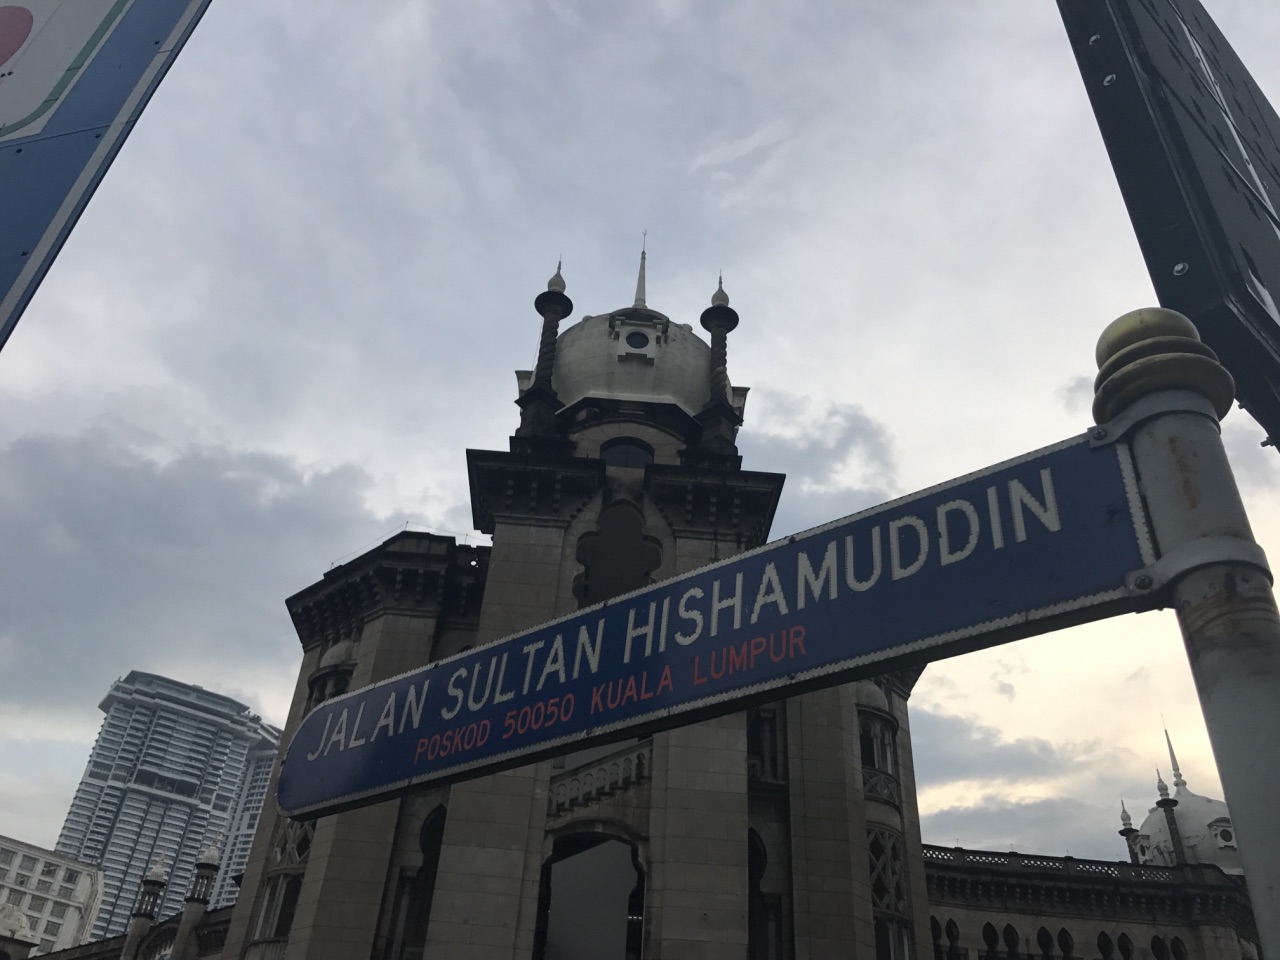 JALAN SULTAN HISHAMUDDIN
POSKOD 50050 KUALA LUMPUR